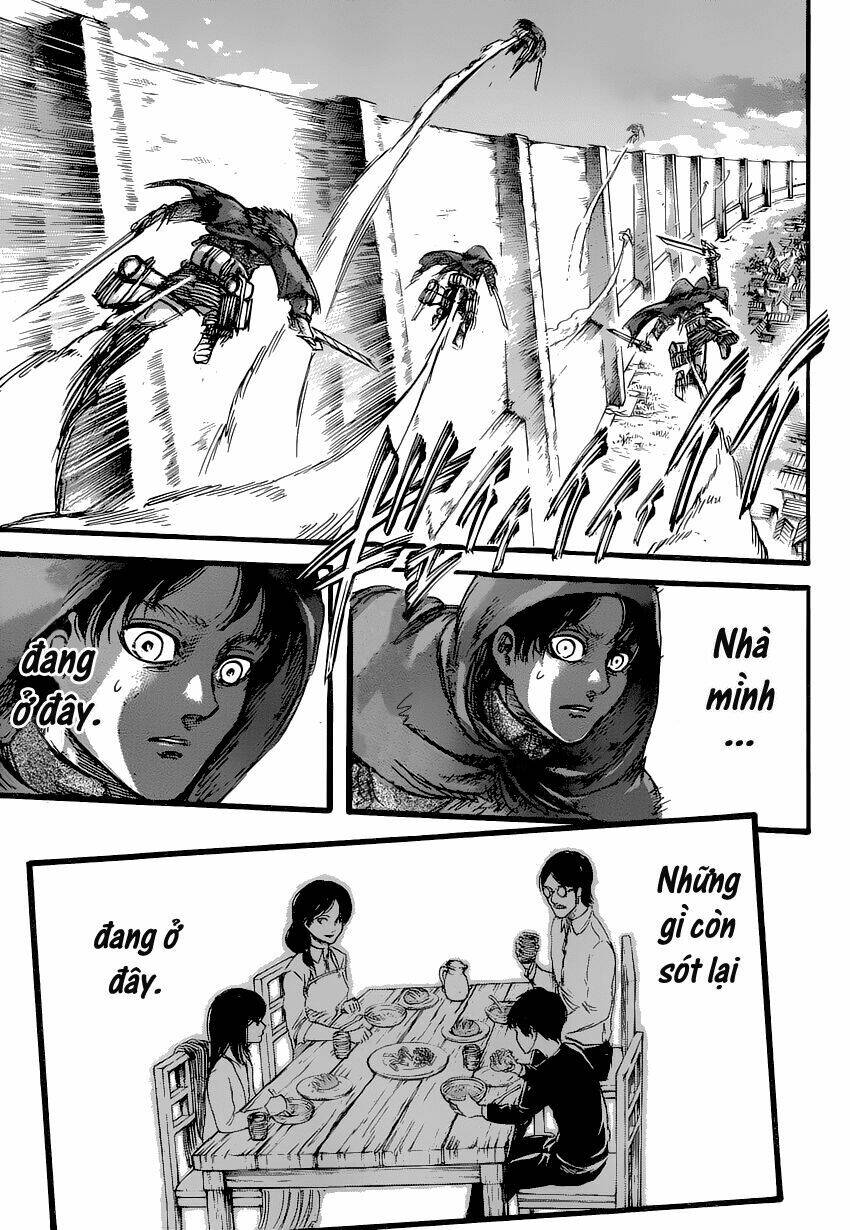 Nhà
mình
...
đang
ở đây.
Những
gì còn
sót lại
đang ở
đây.